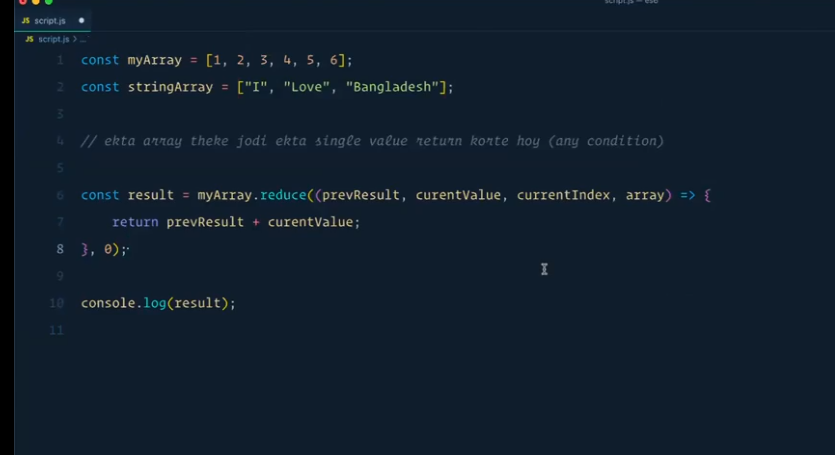 script.js — ese
JS script.js
JS script.js > ...
1 const myArray = [1, 2, 3, 4, 5, 6];
2 const stringArray = ["I", "Love", "Bangladesh"];
3
4 // ekta array theke jodi ekta single value return korte hoy (any condition)
5
6 const result = myArray.reduce((prevResult, curentValue, currentIndex, array) => {
7 return prevResult + curentValue;
8 }, 0);
9
10 console.log(result);
11